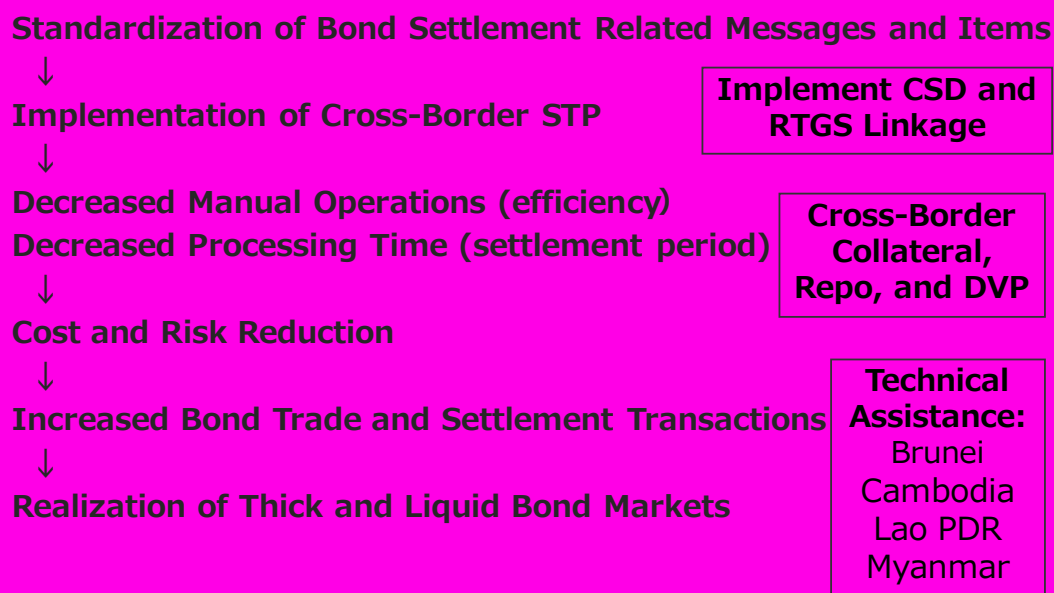 Standardization of Bond Settlement Related Messages and Items
↓
Implementation of Cross-Border STP
↓
Decreased Manual Operations (efficiency）
Decreased Processing Time (settlement period)
↓
Cost and Risk Reduction
↓
Increased Bond Trade and Settlement Transactions
↓
Realization of Thick and Liquid Bond Markets
Implement CSD and
RTGS Linkage
Cross-Border
Collateral,
Repo, and DVP
Technical
Assistance:
Brunei
Cambodia
Lao PDR
Myanmar